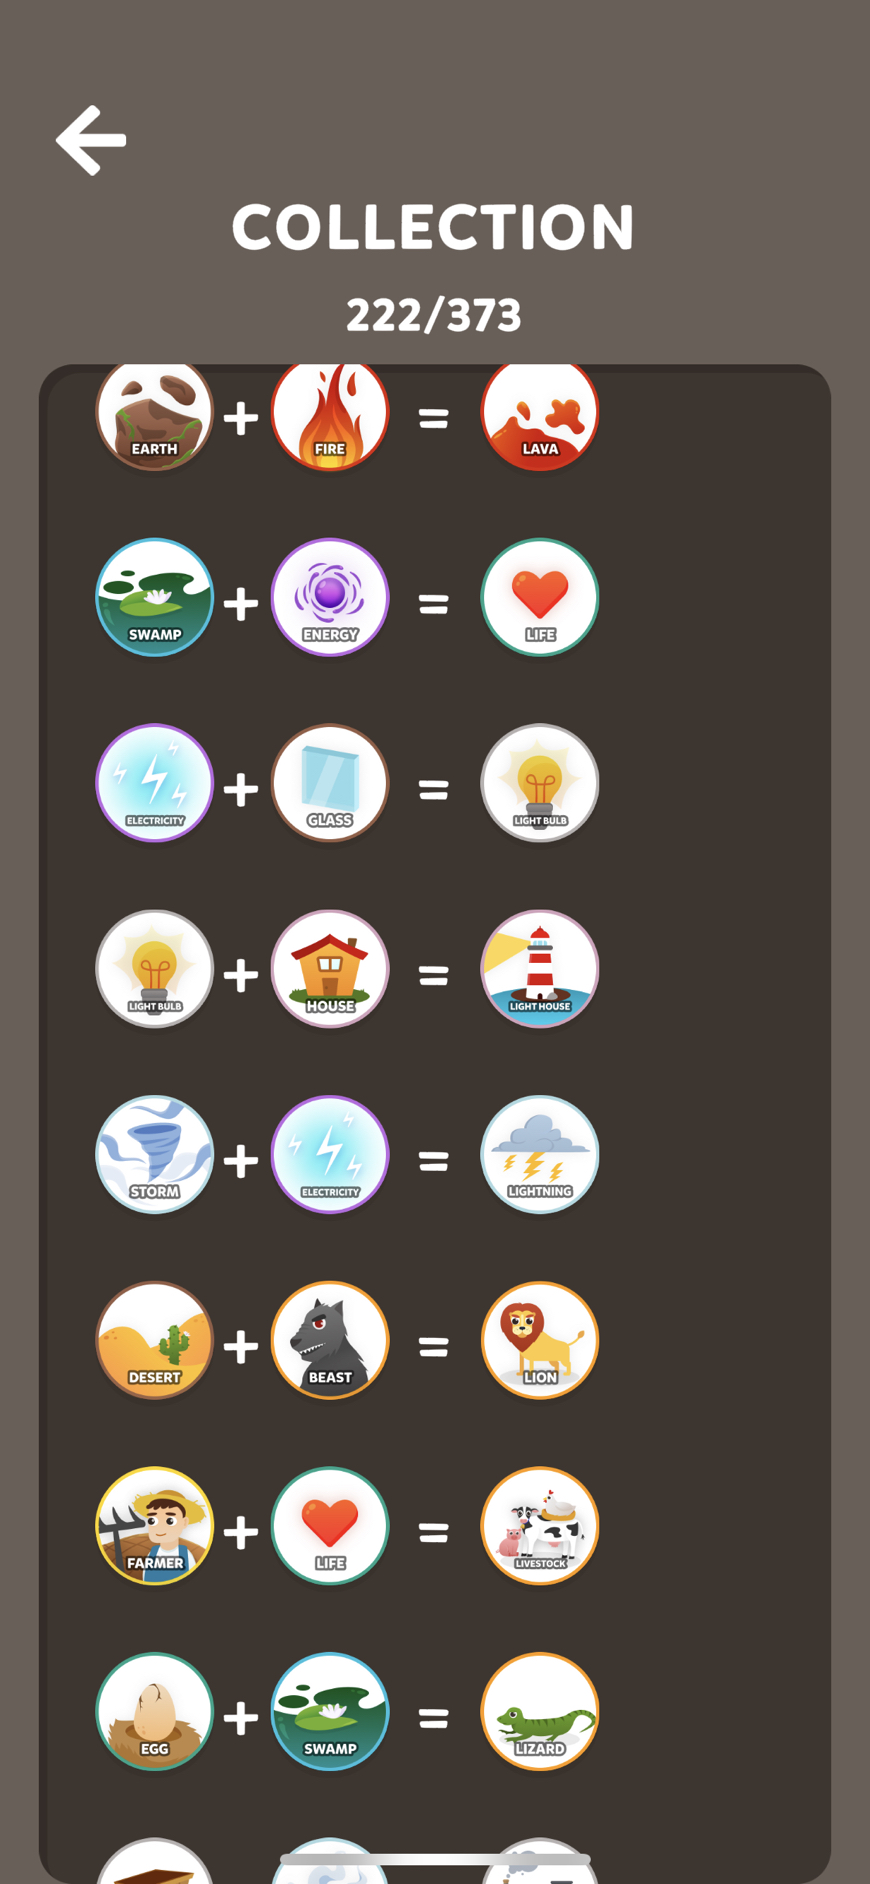 COLLECTION
222/373
EARTH + FIRE = LAVA
SWAMP + ENERGY = LIFE
ELECTRICITY + GLASS = LIGHT BULB
LIGHT BULB + HOUSE = LIGHT HOUSE
STORM + ELECTRICITY = LIGHTNING
DESERT + BEAST = LION
FARMER + LIFE = LIVESTOCK
EGG + SWAMP = LIZARD